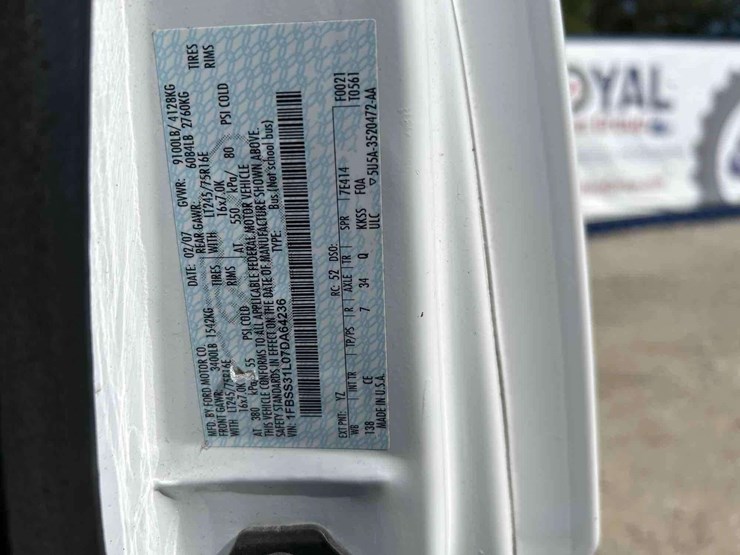 MFD. BY FORD MOTOR CO.
DATE: 02/07 GVWR: 9100LB/ 4128KG
FRONT GAWR: 3400LB 1542KG REAR GAWR: 6084LB 2760KG
WITH LT245/75R16E TIRES WITH LT245/75R16E TIRES
16x7.0K RIMS 16x7.0K RIMS
AT 380 kPa/ 55 PSI COLD AT 550 kPa/ 80 PSI COLD
THIS VEHICLE CONFORMS TO ALL APPLICABLE FEDERAL MOTOR VEHICLE
SAFETY STANDARDS IN EFFECT ON THE DATE OF MANUFACTURE SHOWN ABOVE.
VIN: 1FBSS31L07DA64236 TYPE: Bus (Not school bus)
EXT PNT: YZ RC: 52 DSO: 7E414 F0021
WB INT TR TP/PS R AXLE TR SPR T0561
138 CE 7 34 Q KKSS F0A
MADE IN U.S.A. ULC 5U5A-3520472-AA
OYAL